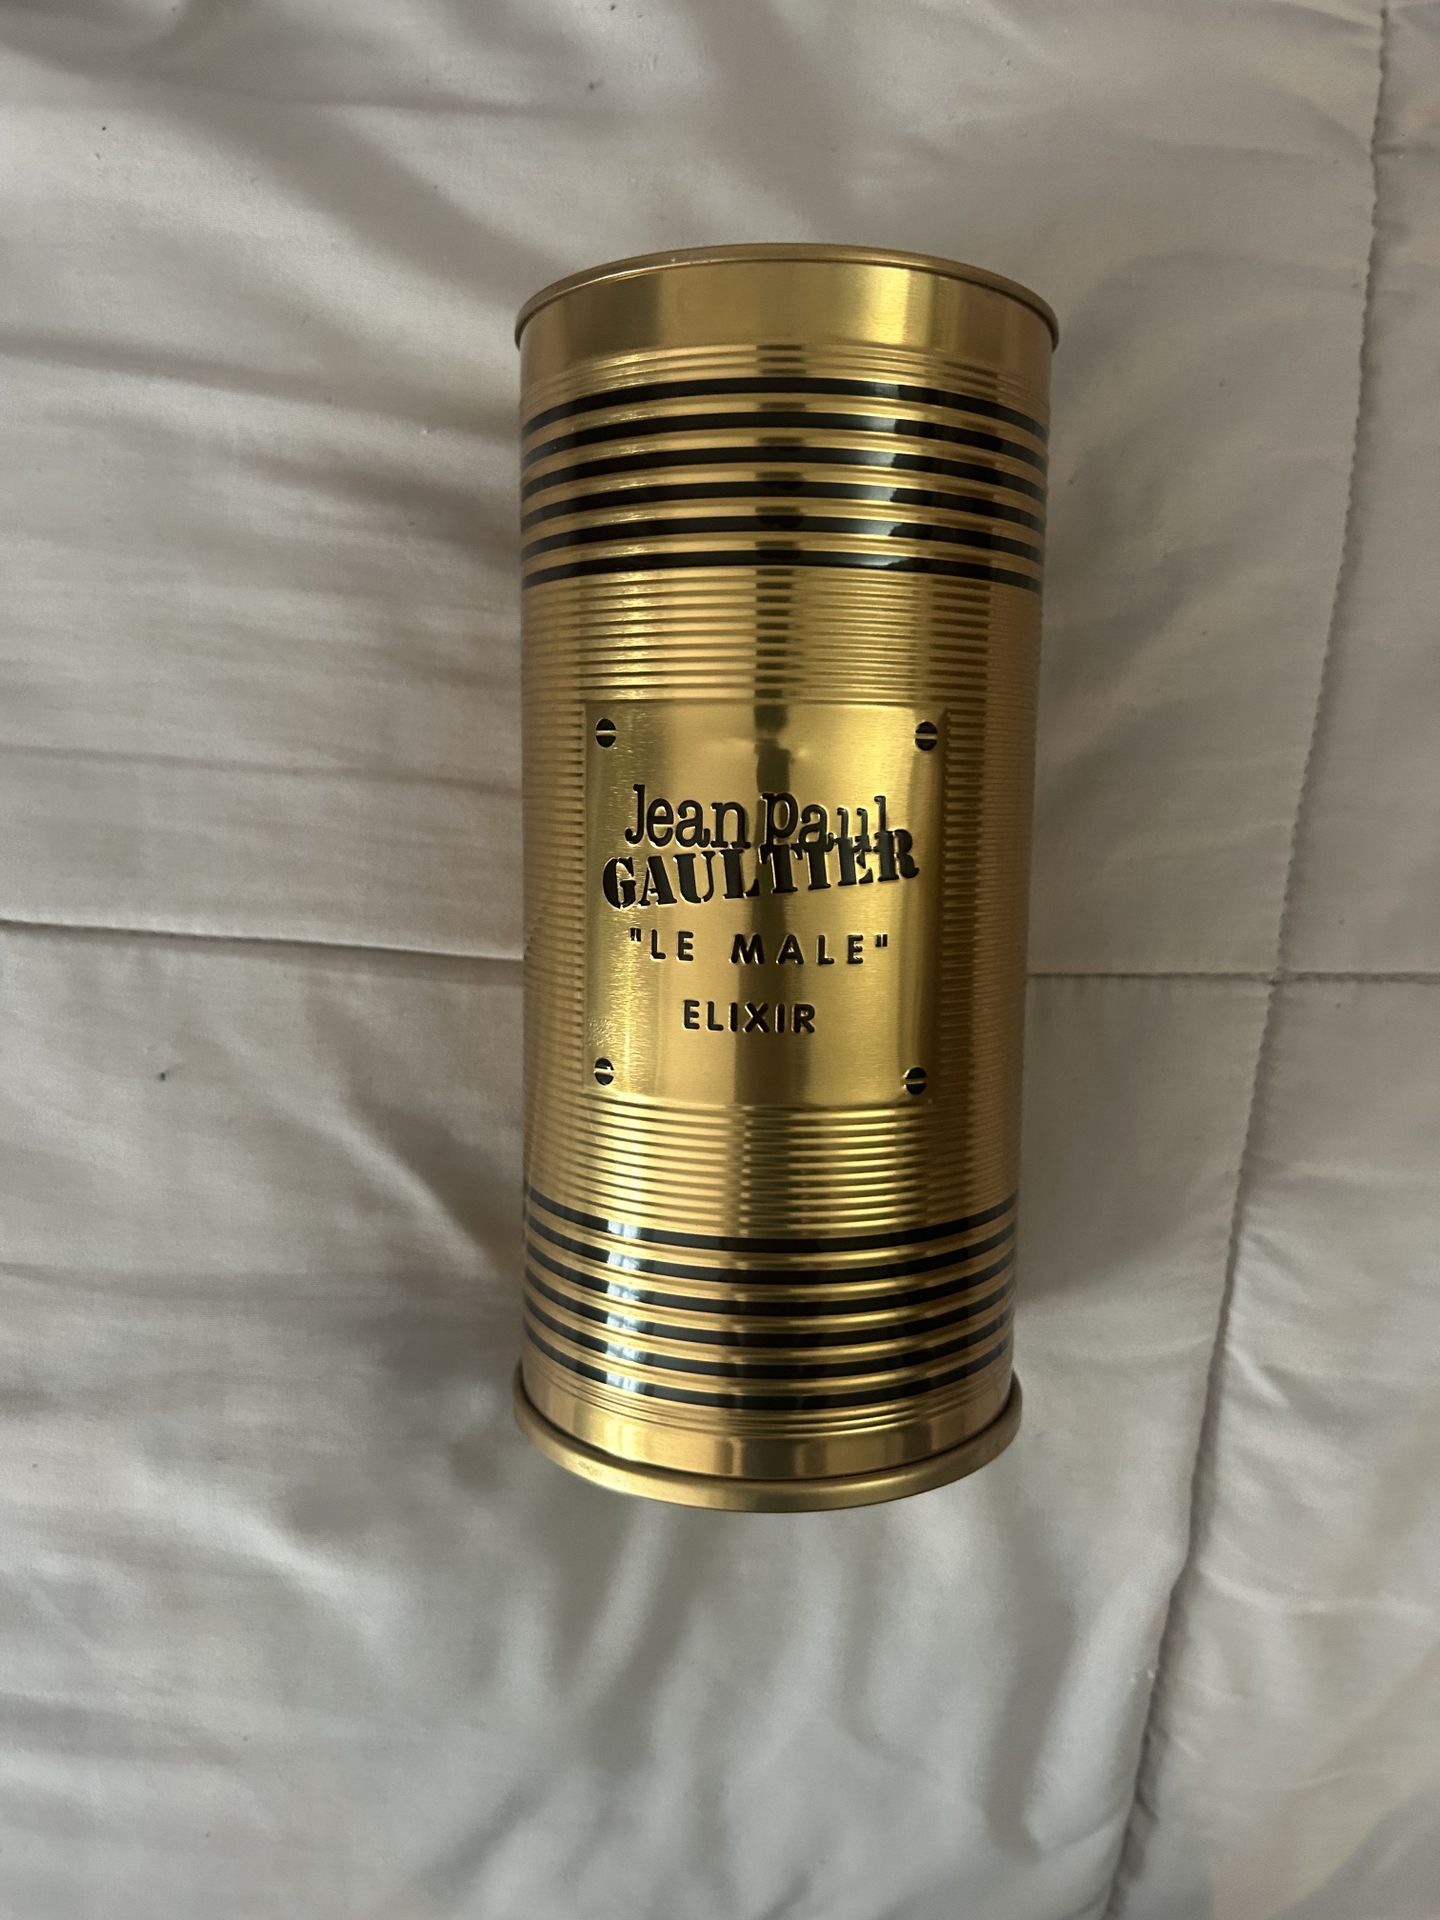 Jean Paul
GAULTIER
"LE MALE"
ELIXIR